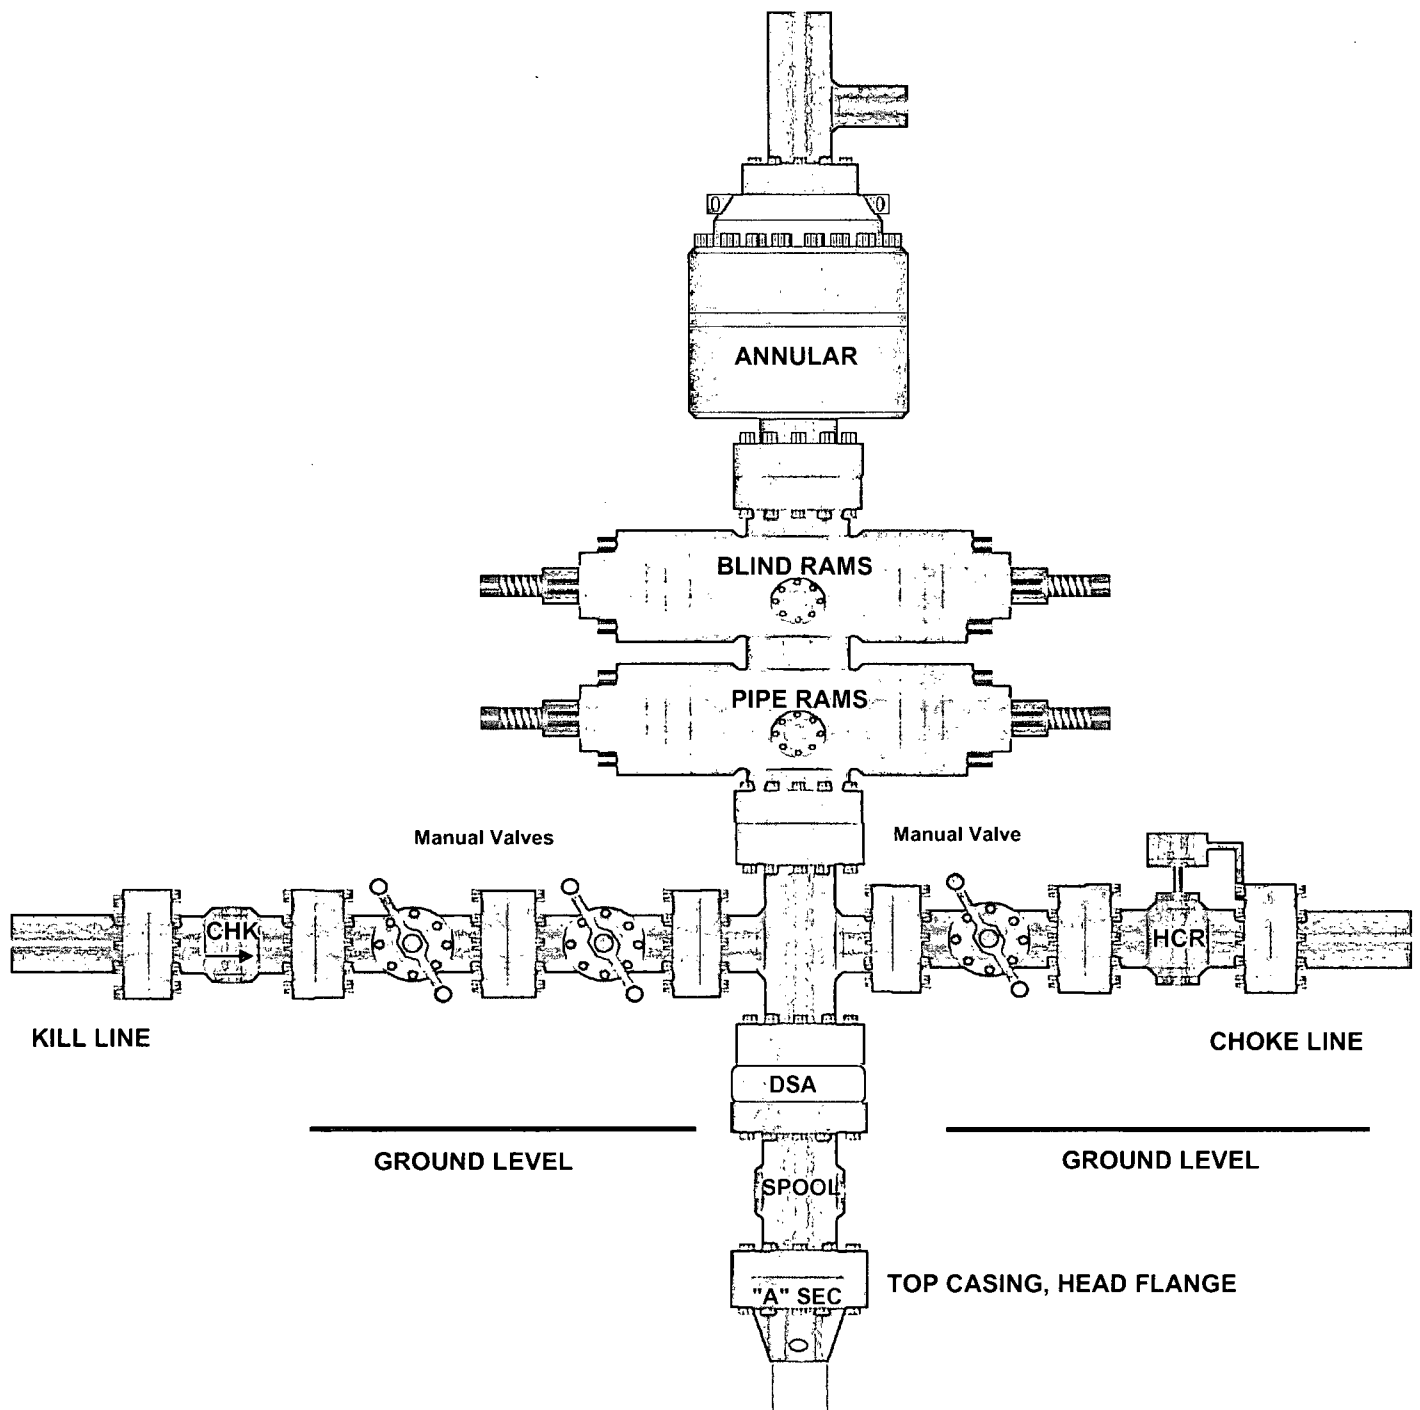 ANNULAR
BLIND RAMS
PIPE RAMS
Manual Valves
Manual Valve
CHK
HCR
KILL LINE
CHOKE LINE
DSA
GROUND LEVEL
GROUND LEVEL
SPOOL
TOP CASING, HEAD FLANGE
"A" SEC